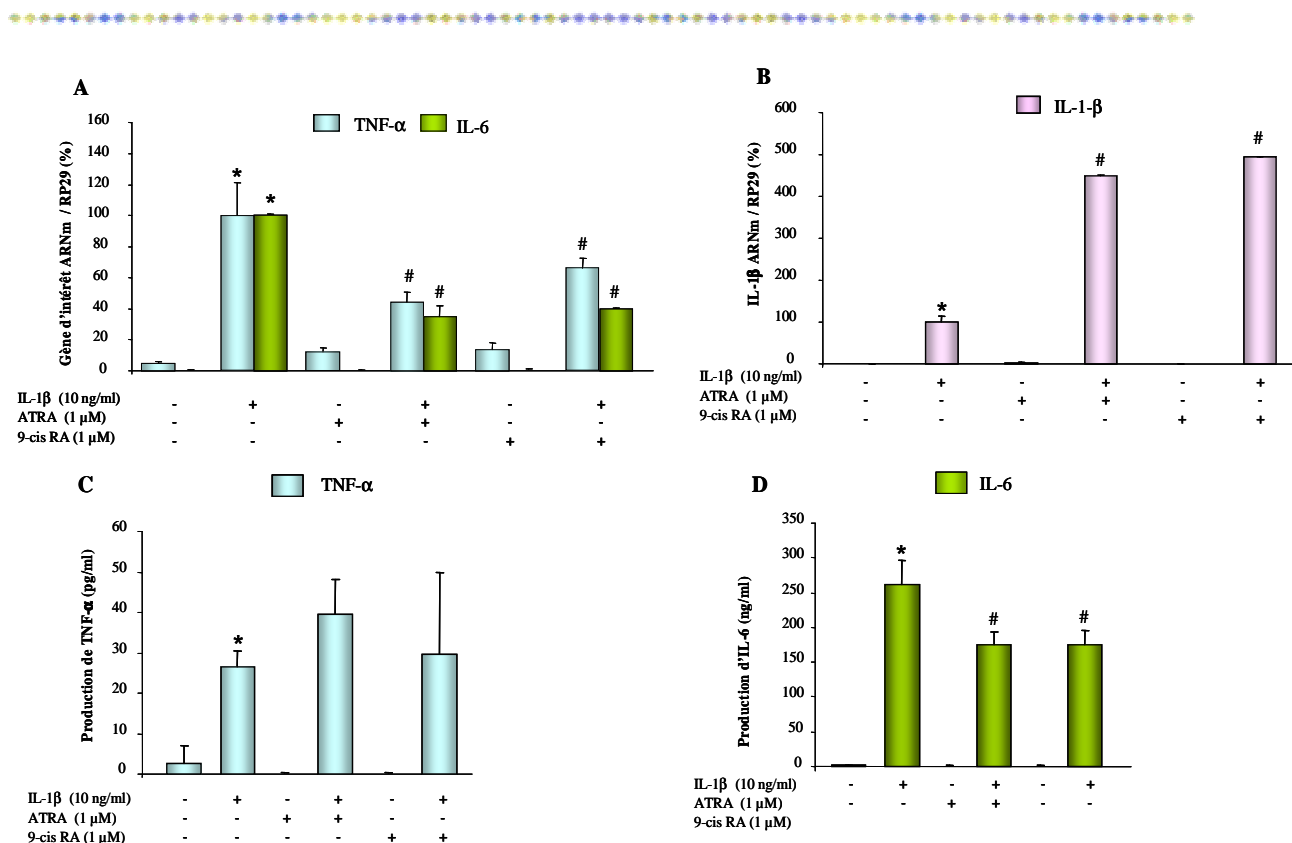 A
TNF-α IL-6
Gène d'intérêt ARNm / RP29 (%)
160
140
120
100
80
60
40
20
0
* *
# #
# #
IL-1β (10 ng/ml) - + - + - +
ATRA (1 µM) - - + + - -
9-cis RA (1 µM) - - - - + +
B
IL-1-β
IL-1β ARNm / RP29 (%)
600
500
400
300
200
100
0
*
#
#
IL-1β (10 ng/ml) - + - + - +
ATRA (1 µM) - - + + - -
9-cis RA (1 µM) - - - - + +
C
TNF-α
Production de TNF-α (pg/ml)
60
50
40
30
20
10
0
*
IL-1β (10 ng/ml) - + - + - +
ATRA (1 µM) - - + + - -
9-cis RA (1 µM) - - - - + +
D
IL-6
Production d'IL-6 (ng/ml)
350
300
250
200
150
100
50
0
*
#
#
IL-1β (10 ng/ml) - + - + - +
ATRA (1 µM) - - + + - -
9-cis RA (1 µM)